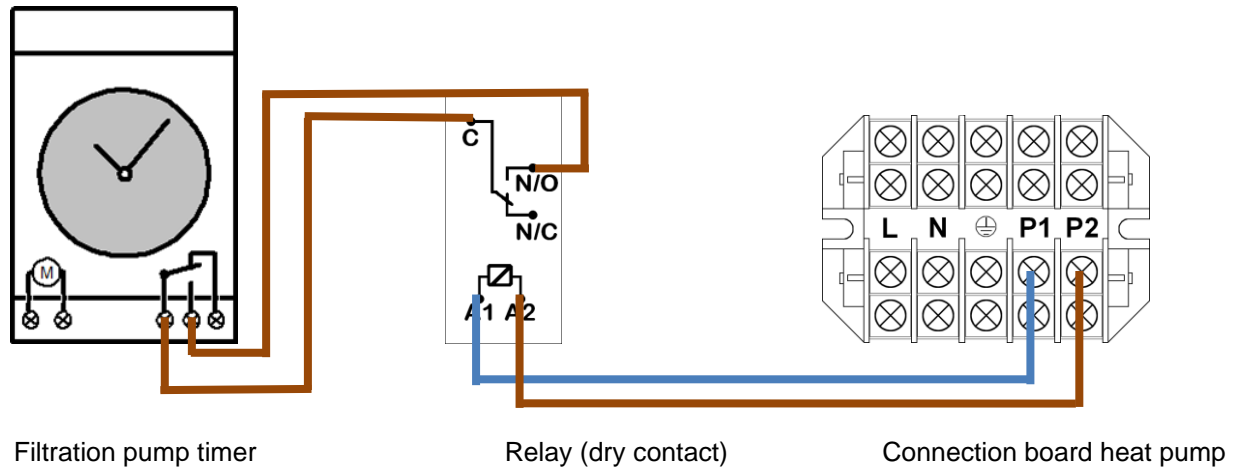 C
N/O
N/C
M
A1 A2
L N P1 P2
Filtration pump timer
Relay (dry contact)
Connection board heat pump